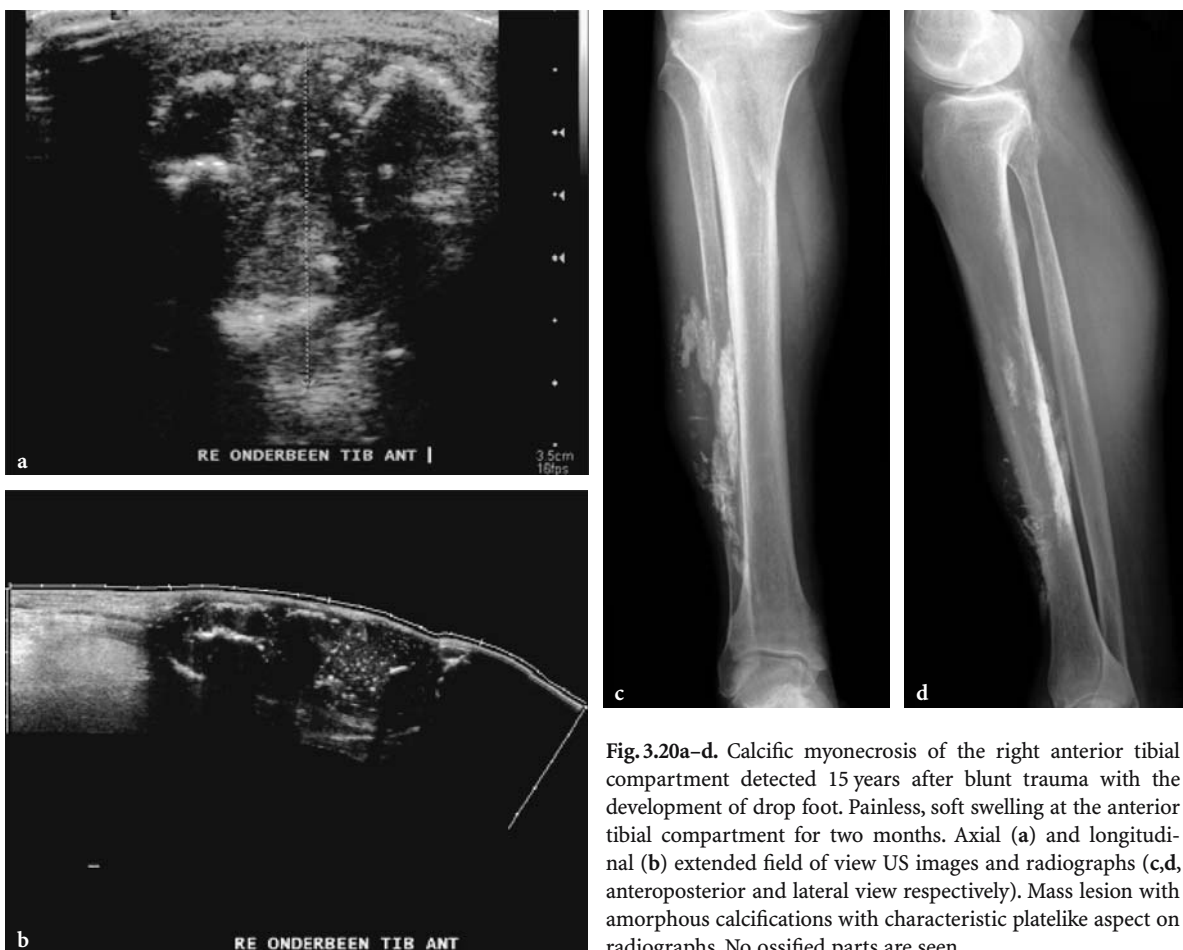 RE ONDERBEEN TIB ANT
3.5cm
16fps
a
RE ONDERBEEN TIB ANT
b
c
d
Fig. 3.20a–d. Calcific myonecrosis of the right anterior tibial
compartment detected 15 years after blunt trauma with the
development of drop foot. Painless, soft swelling at the anterior
tibial compartment for two months. Axial (a) and longitudi-
nal (b) extended field of view US images and radiographs (c,d,
anteroposterior and lateral view respectively). Mass lesion with
amorphous calcifications with characteristic platelike aspect on
radiographs. No ossified parts are seen